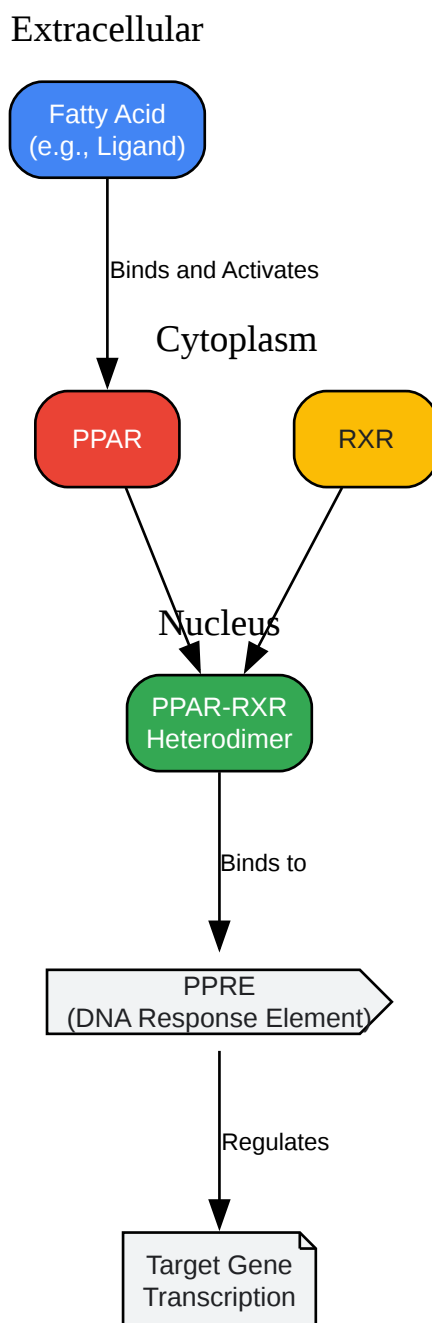 Extracellular
Fatty Acid
(e.g., Ligand)
Binds and Activates
Cytoplasm
PPAR
RXR
Nucleus
PPAR-RXR
Heterodimer
Binds to
PPRE
(DNA Response Element)
Regulates
Target Gene
Transcription